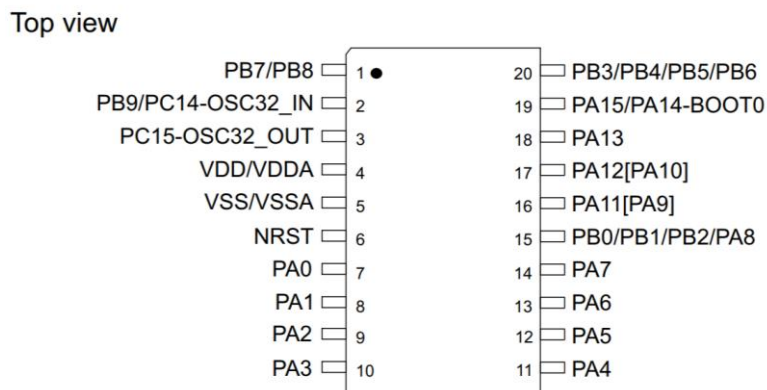 Top view
PB7/PB8 1 20 PB3/PB4/PB5/PB6
PB9/PC14-OSC32_IN 2 19 PA15/PA14-BOOT0
PC15-OSC32_OUT 3 18 PA13
VDD/VDDA 4 17 PA12[PA10]
VSS/VSSA 5 16 PA11[PA9]
NRST 6 15 PB0/PB1/PB2/PA8
PA0 7 14 PA7
PA1 8 13 PA6
PA2 9 12 PA5
PA3 10 11 PA4